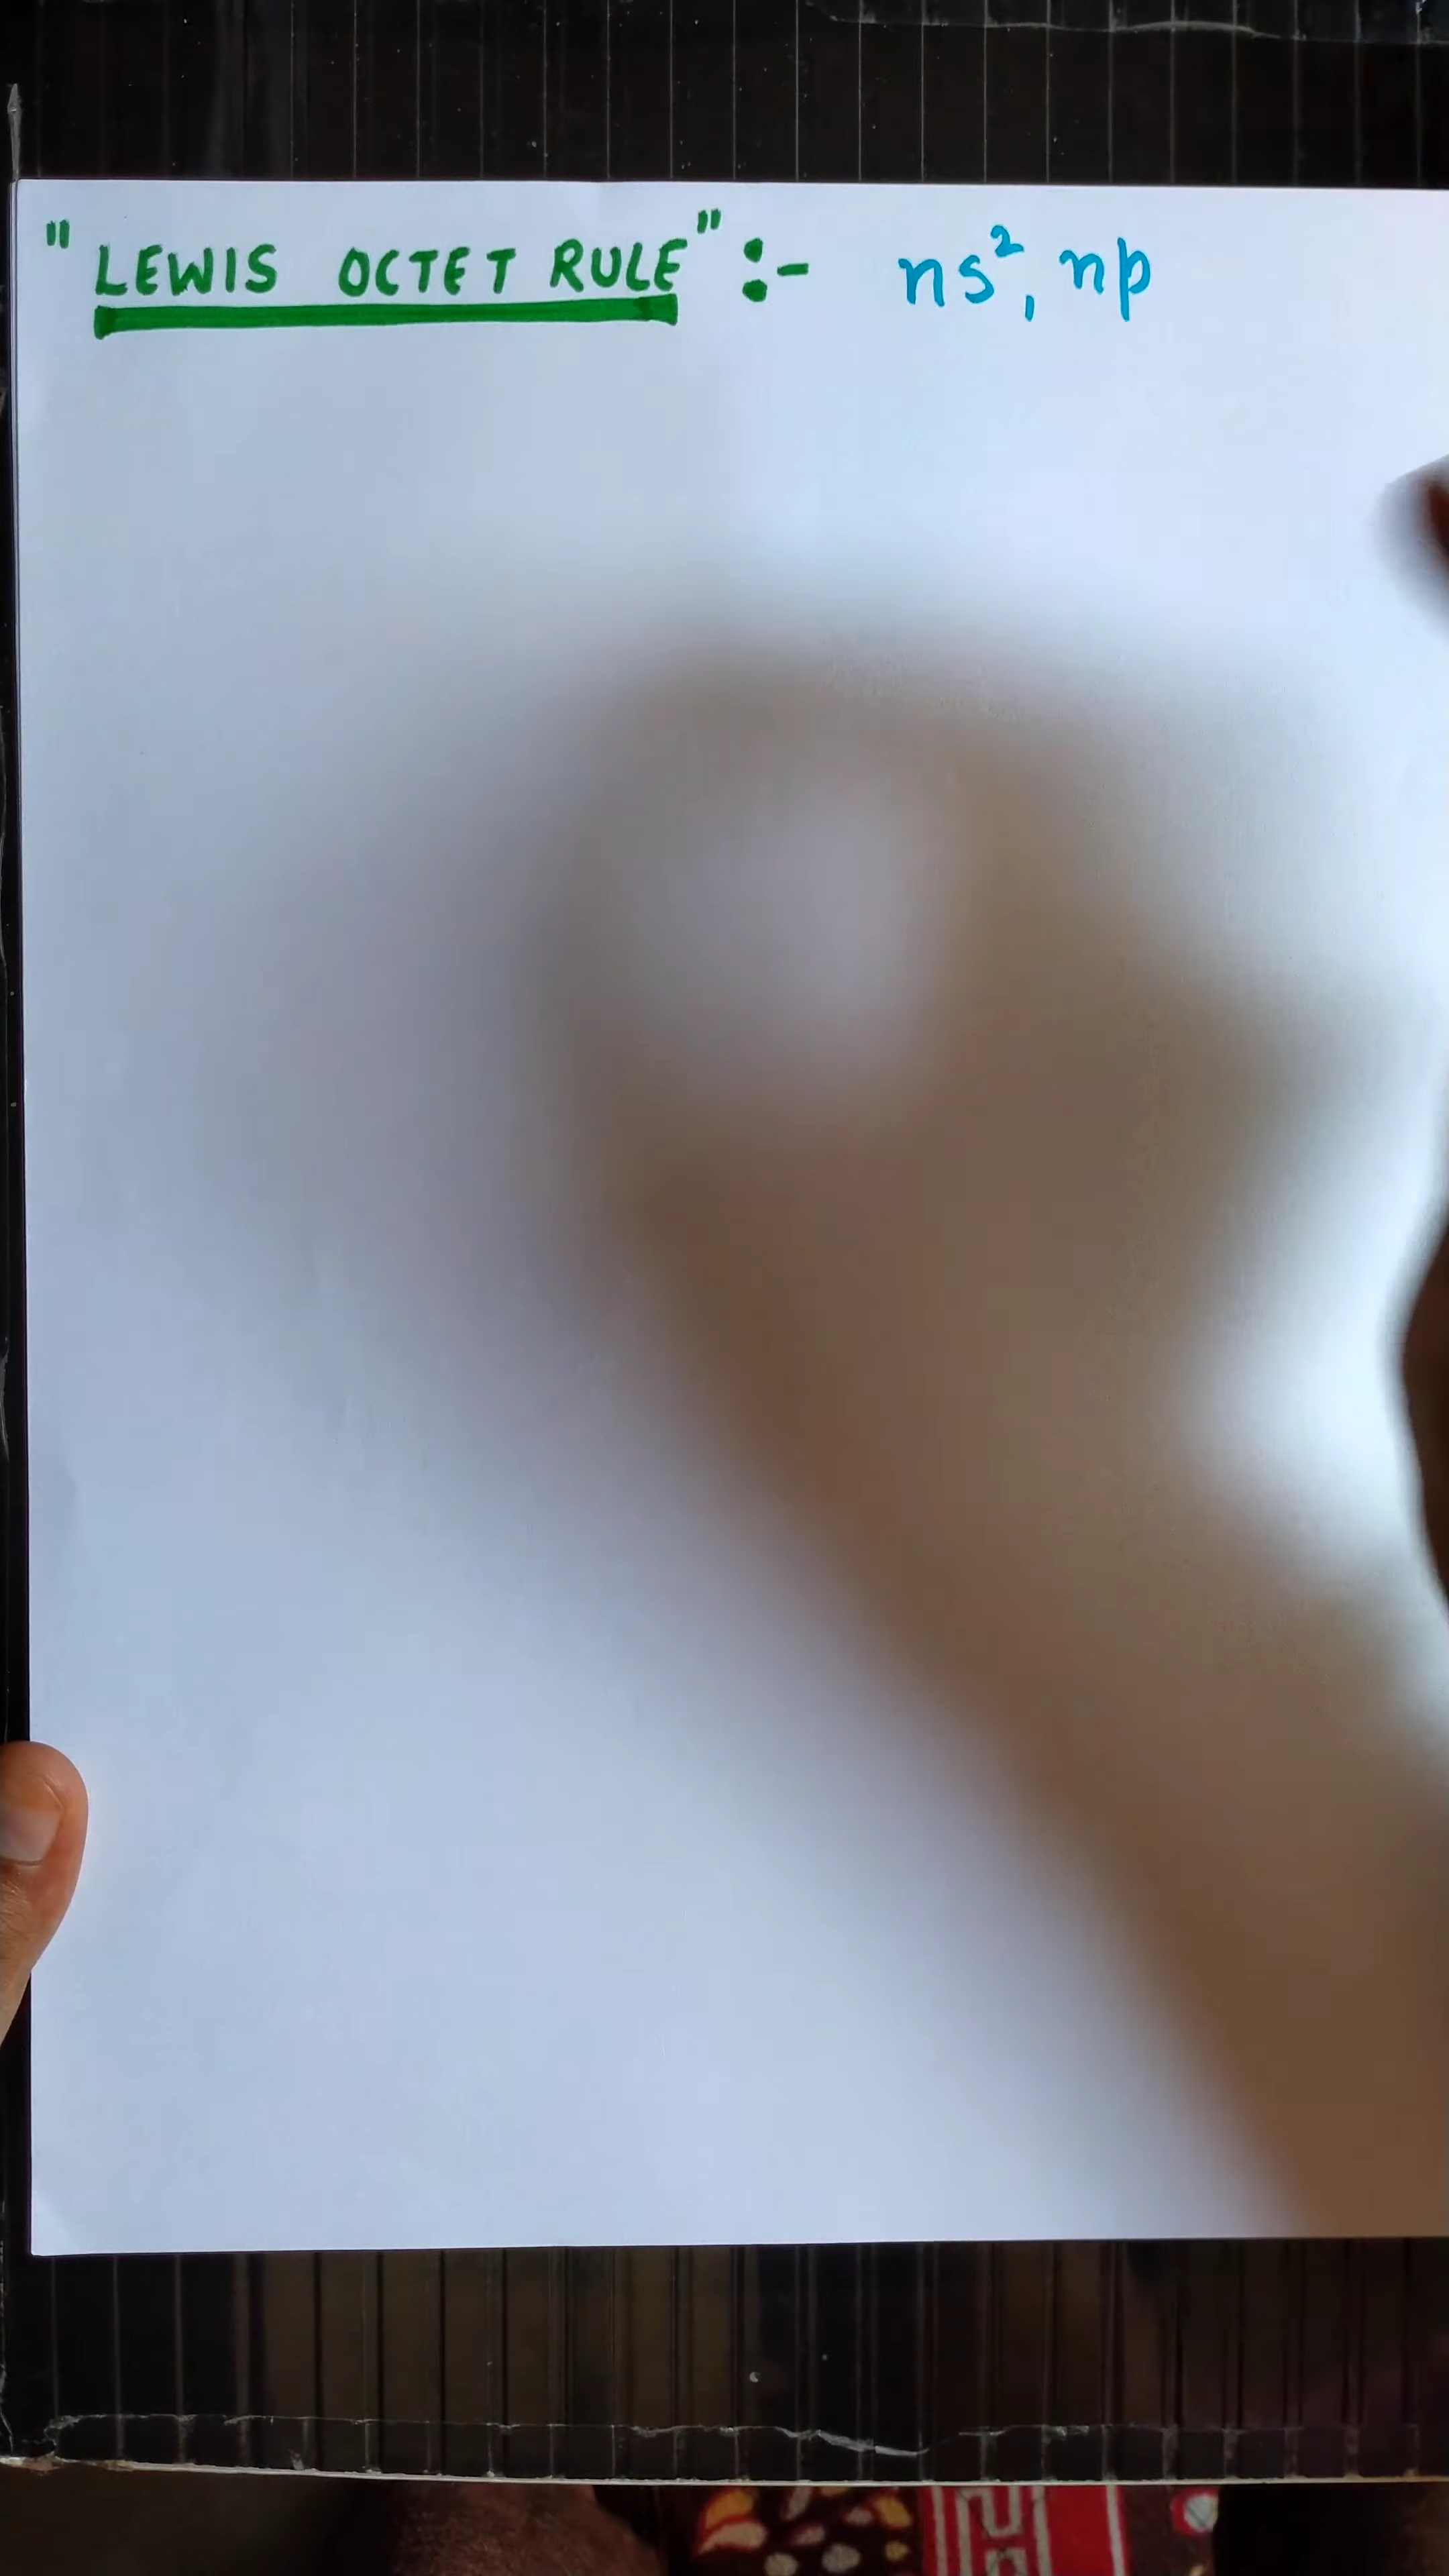 "LEWIS OCTET RULE" :- ns², np